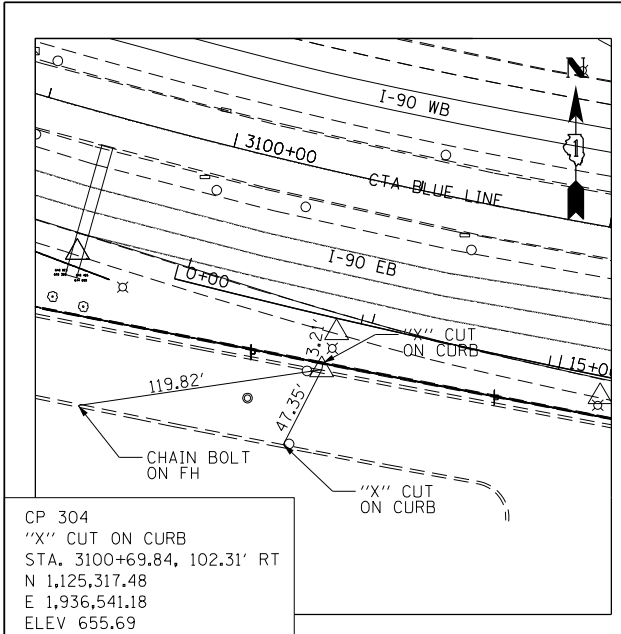 N
I-90 WB
3100+00
CTA BLUE LINE
I-90 EB
0+00
"X" CUT
ON CURB
3.21'
15+00
119.82'
47.35'
CHAIN BOLT
ON FH
"X" CUT
ON CURB
CP 304
"X" CUT ON CURB
STA. 3100+69.84, 102.31' RT
N 1,125,317.48
E 1,936,541.18
ELEV 655.69